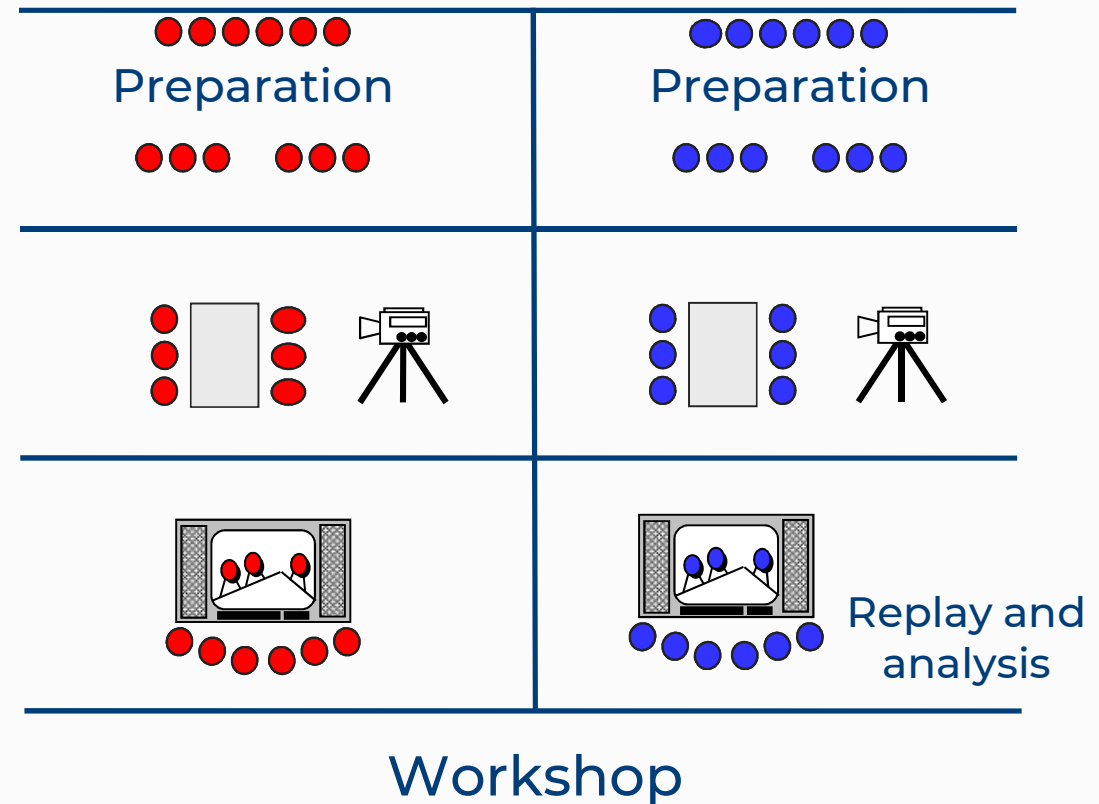 Preparation
Preparation
Replay and
analysis
Workshop